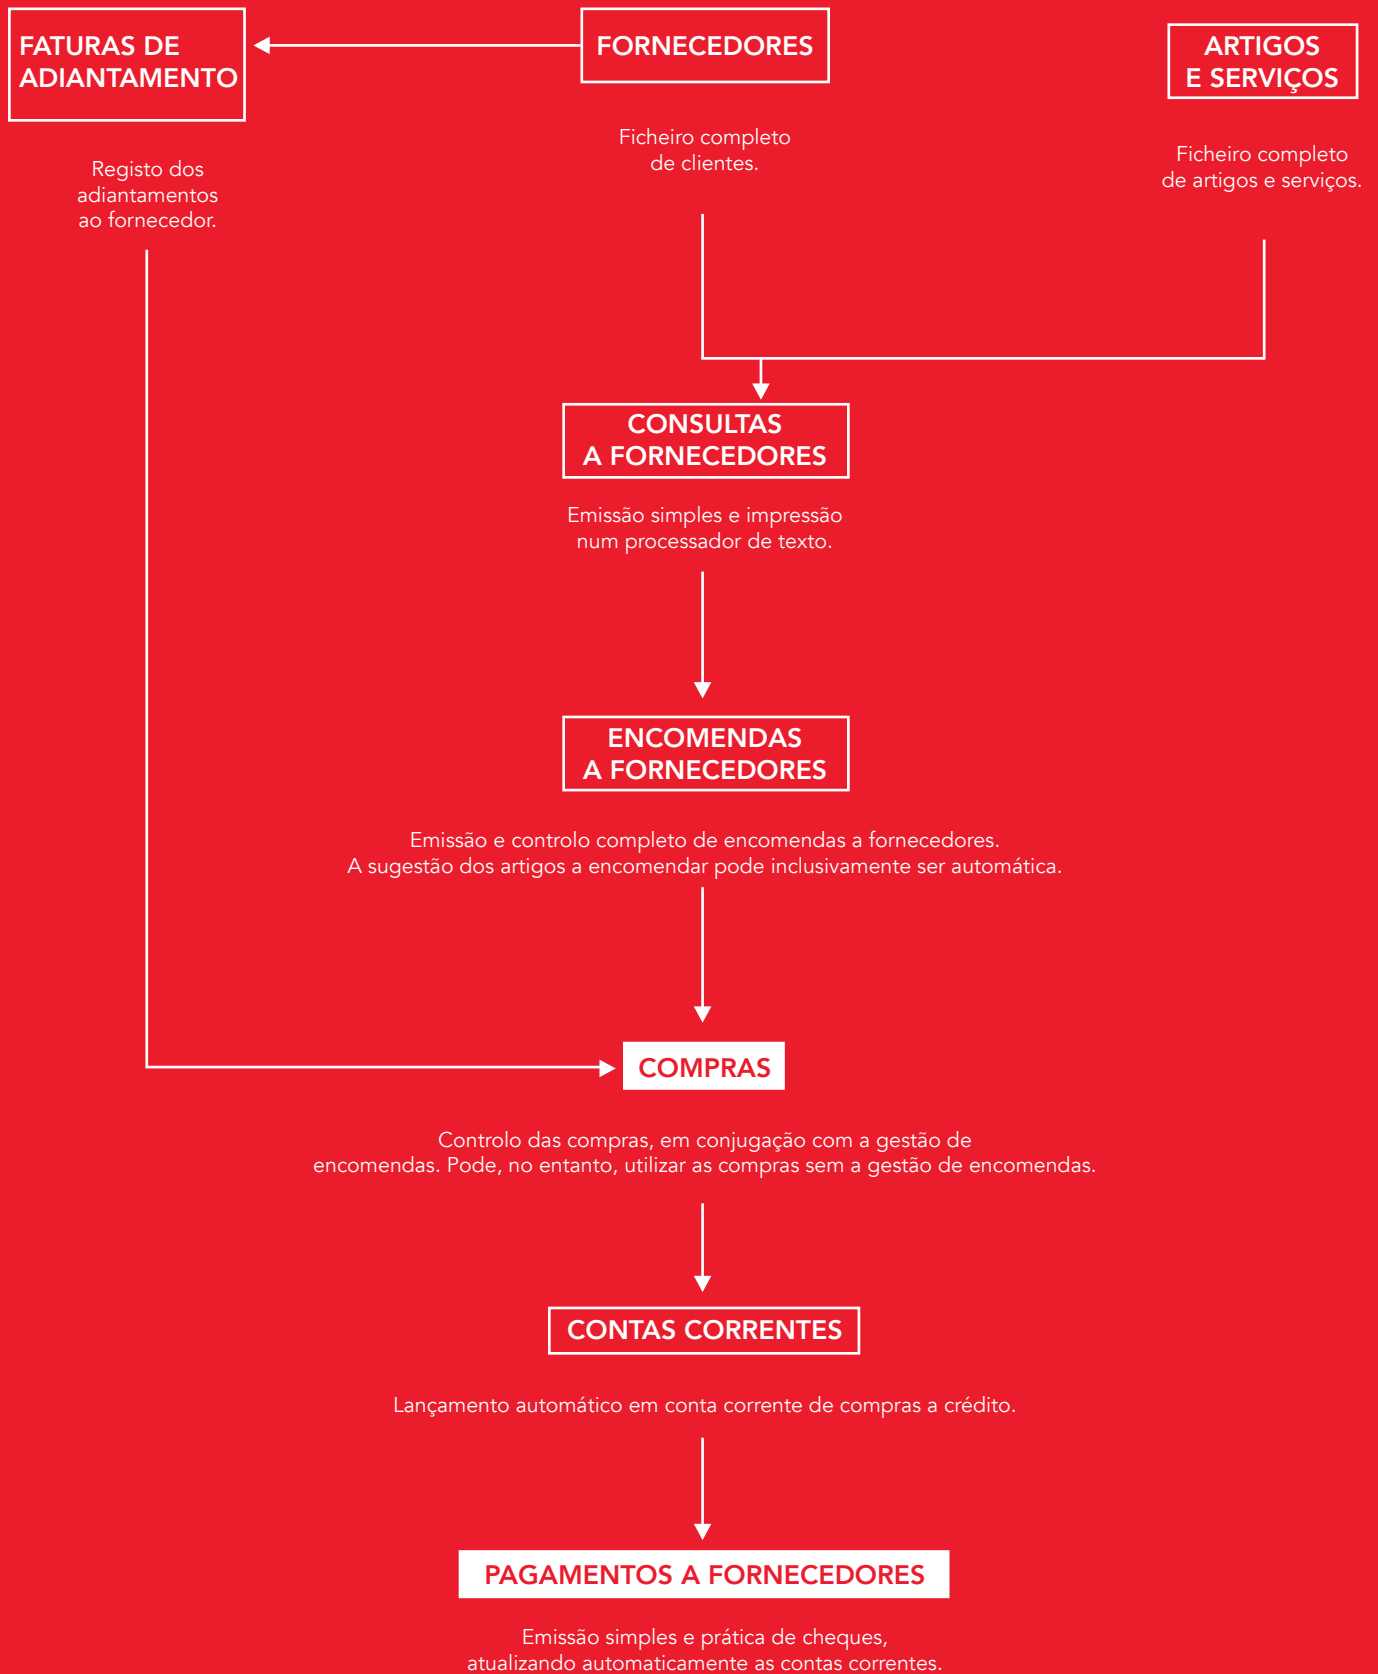 FATURAS DE
ADIANTAMENTO
Registo dos
adiantamentos
ao fornecedor.
FORNECEDORES
Ficheiro completo
de clientes.
ARTIGOS
E SERVIÇOS
Ficheiro completo
de artigos e serviços.
CONSULTAS
A FORNECEDORES
Emissão simples e impressão
num processador de texto.
ENCOMENDAS
A FORNECEDORES
Emissão e controlo completo de encomendas a fornecedores.
A sugestão dos artigos a encomendar pode inclusivamente ser automática.
COMPRAS
Controlo das compras, em conjugação com a gestão de
encomendas. Pode, no entanto, utilizar as compras sem a gestão de encomendas.
CONTAS CORRENTES
Lançamento automático em conta corrente de compras a crédito.
PAGAMENTOS A FORNECEDORES
Emissão simples e prática de cheques,
atualizando automaticamente as contas correntes.